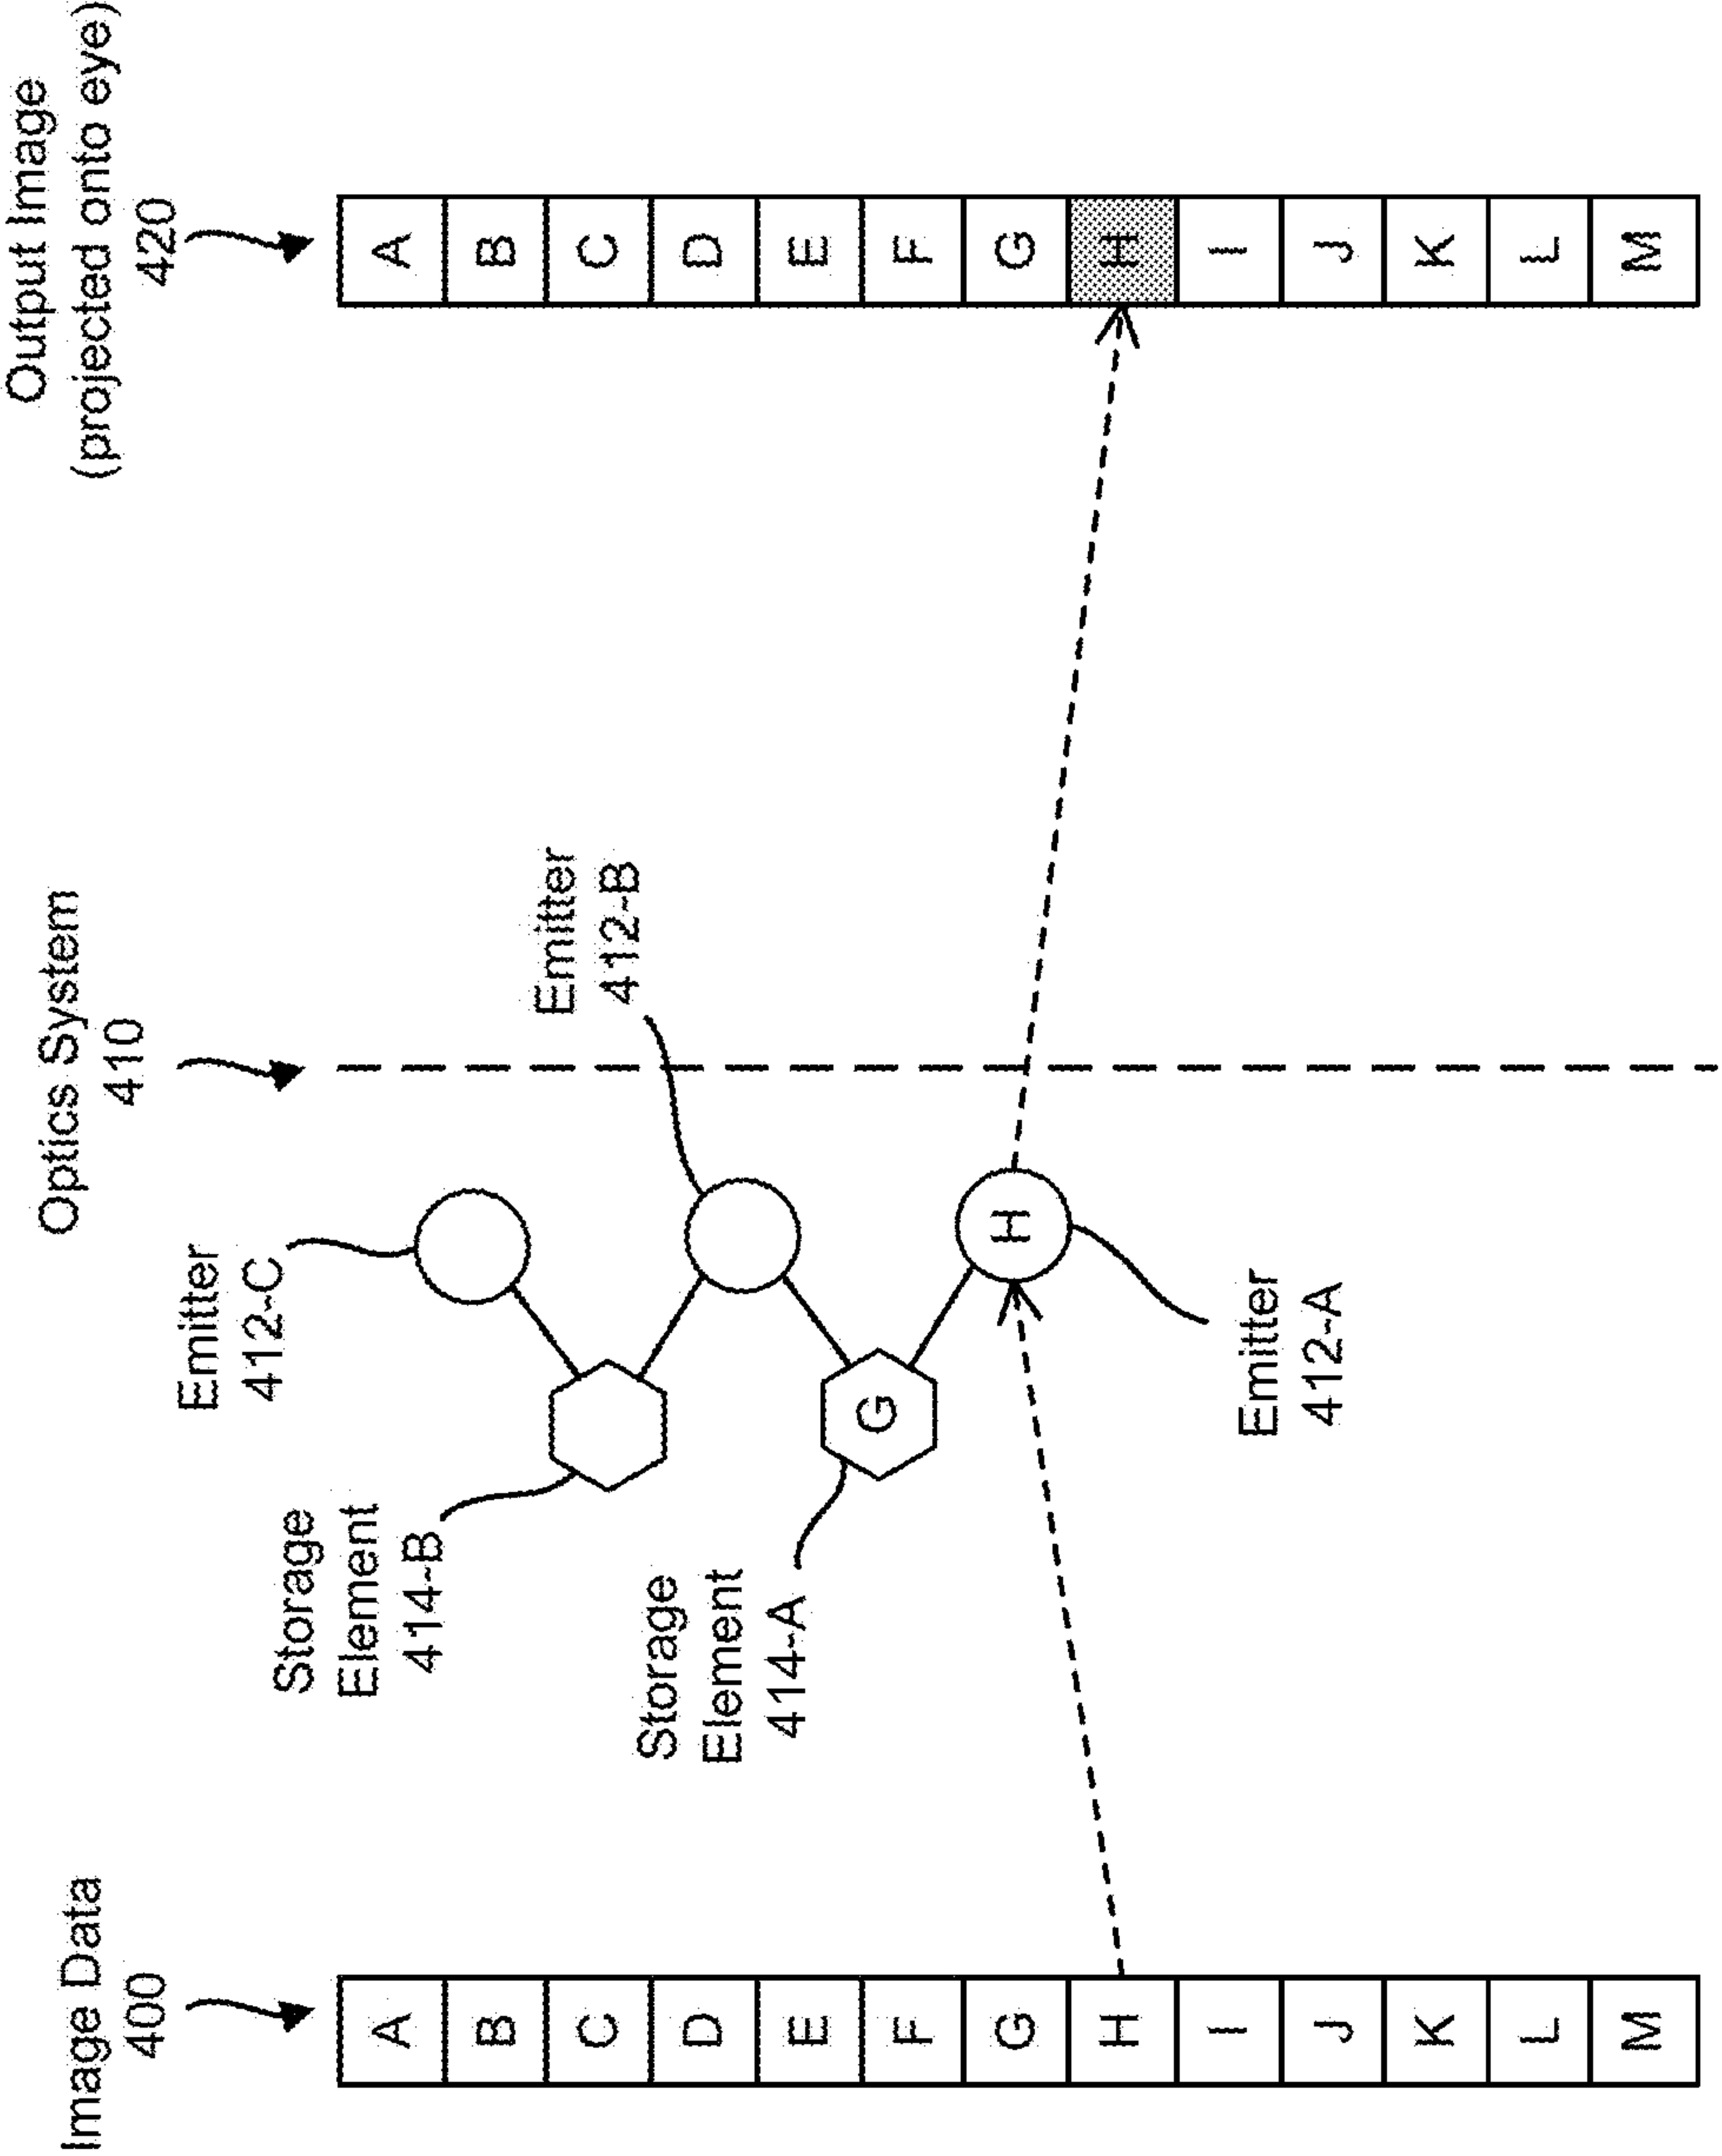 Image Data
400
A
B
C
D
E
F
G
H
I
J
K
L
M
Optics System
410
Emitter
412-C
Storage
Element
414-B
Emitter
412-B
Storage
Element
414-A
G
H
Emitter
412-A
Output Image
(projected onto eye)
420
A
B
C
D
E
F
G
H
I
J
K
L
M